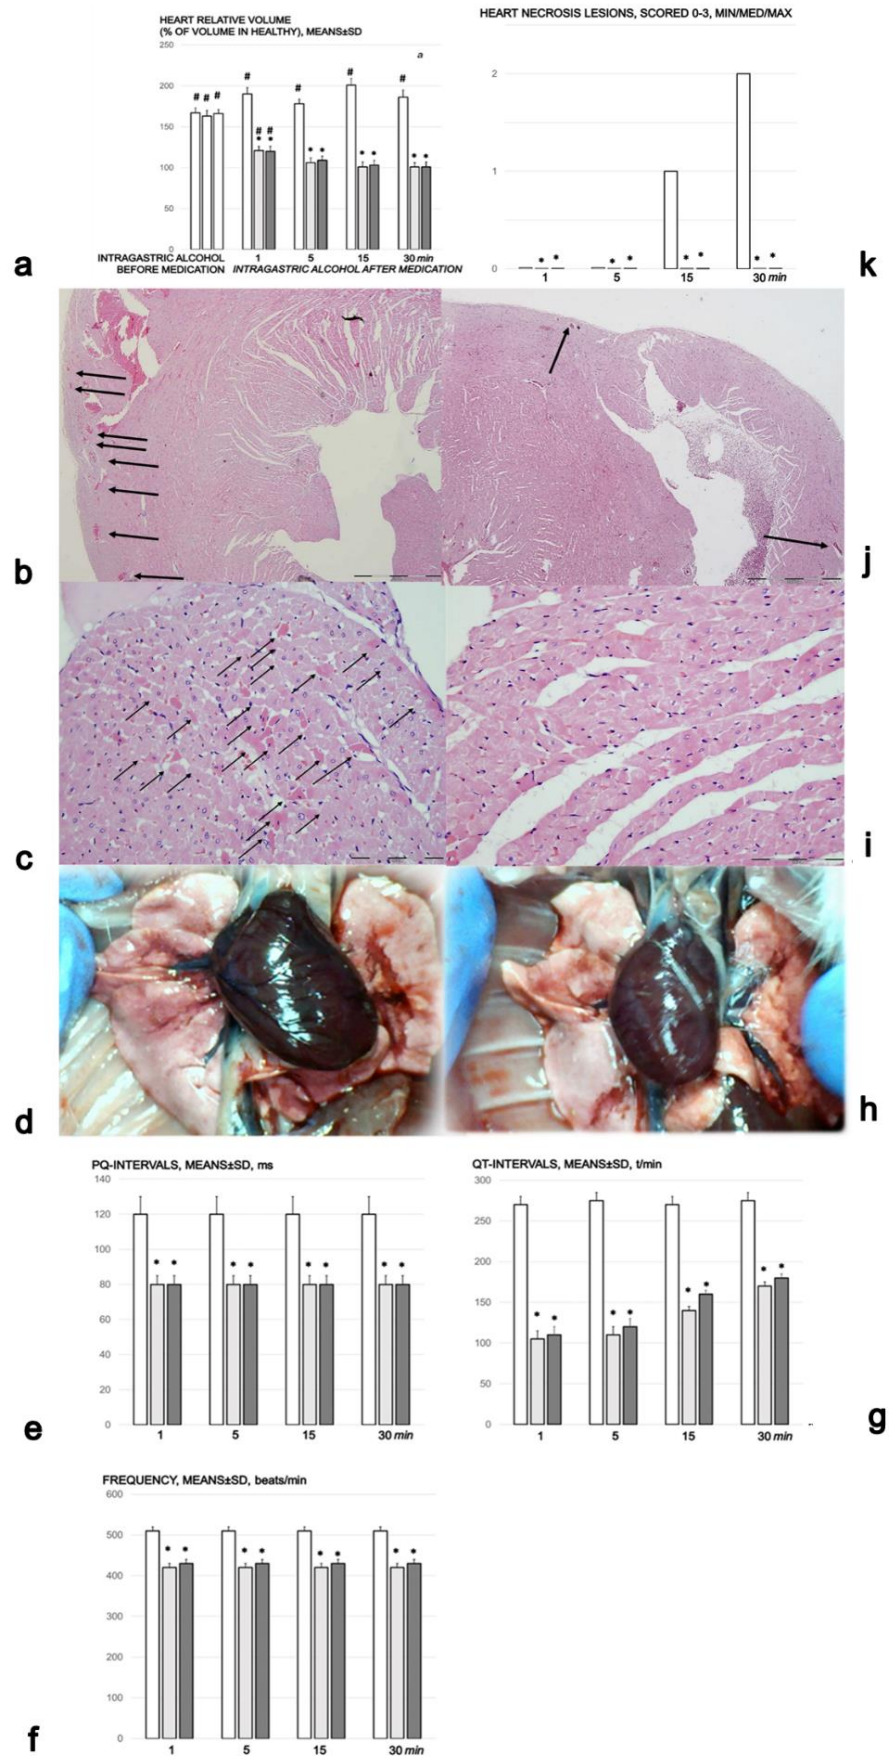 HEART RELATIVE VOLUME
(% OF VOLUME IN HEALTHY), MEANS±SD
250
a
200
150
100
50
0
# # #
# # # #
# #
* * * * * * * *
INTRAGASTRIC ALCOHOL
BEFORE MEDICATION
1 5 15 30 min
INTRAGASTRIC ALCOHOL AFTER MEDICATION
a
HEART NECROSIS LESIONS, SCORED 0-3, MIN/MED/MAX
2
1
0
* * * * * * * *
1 5 15 30 min
k
b
j
c
i
d
h
PQ-INTERVALS, MEANS±SD, ms
140
120
100
80
60
40
20
0
* * * * * * * *
1 5 15 30 min
e
QT-INTERVALS, MEANS±SD, t/min
300
250
200
150
100
50
0
* * * * * * * *
1 5 15 30 min
g
FREQUENCY, MEANS±SD, beats/min
600
500
400
300
200
100
0
* * * * * * * *
1 5 15 30 min
f